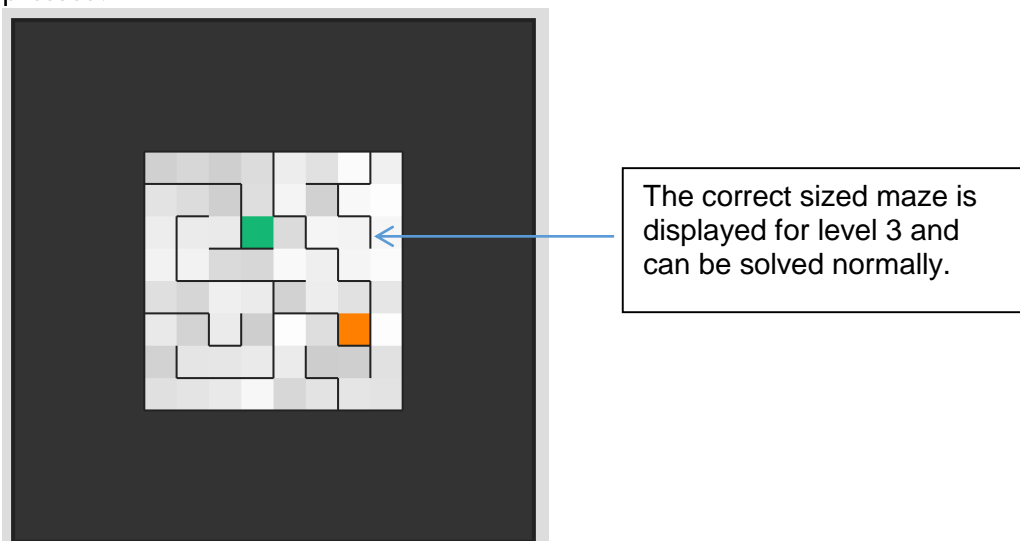 The correct sized maze is
displayed for level 3 and
can be solved normally.